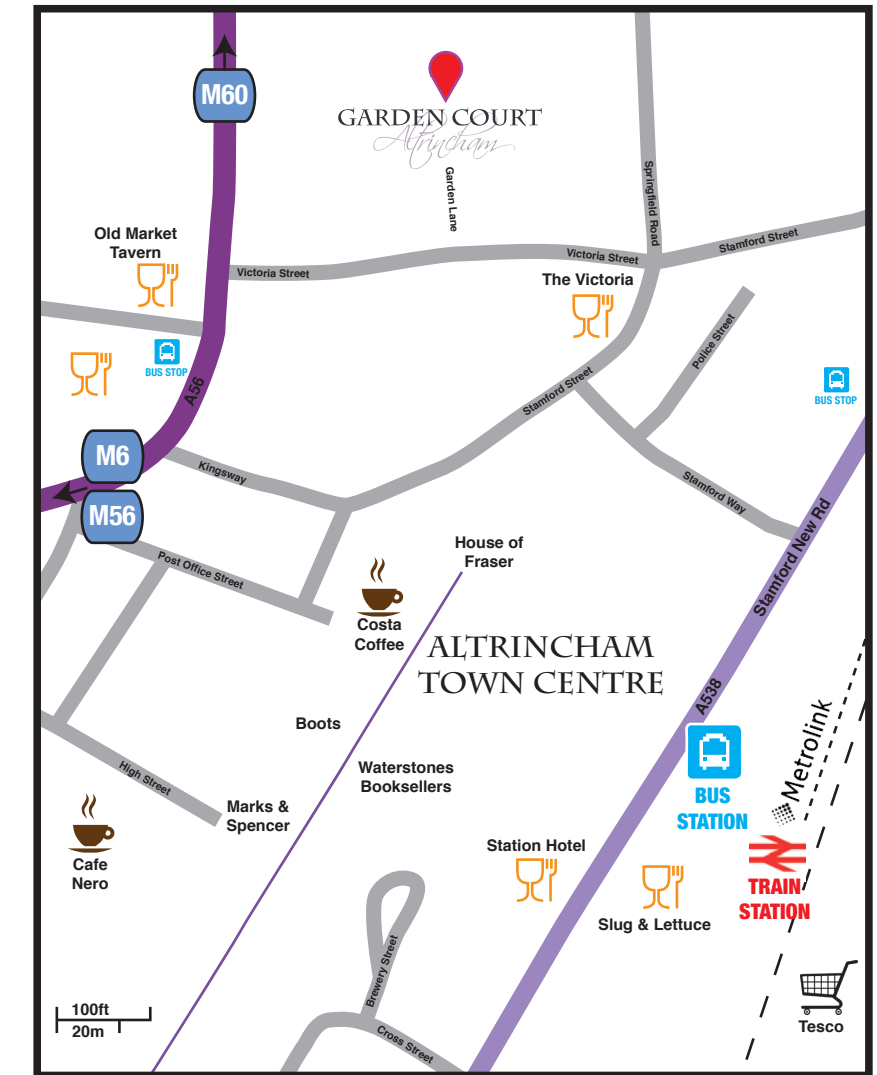 M60
GARDEN COURT
Altrincham
Garden Lane
Springfield Road
Stamford Street
Victoria Street
Victoria Street
Old Market
Tavern
The Victoria
Police Street
BUS STOP
BUS STOP
A56
Stamford Street
M6
Kingsway
M56
Stamford Way
Post Office Street
House of
Fraser
Stamford New Rd
Costa
Coffee
ALTRINCHAM
TOWN CENTRE
A538
Boots
Metrolink
Waterstones
Booksellers
High Street
BUS
STATION
Marks &
Spencer
Station Hotel
Cafe
Nero
TRAIN
STATION
Slug & Lettuce
Brewery Street
100ft
20m
Cross Street
Tesco